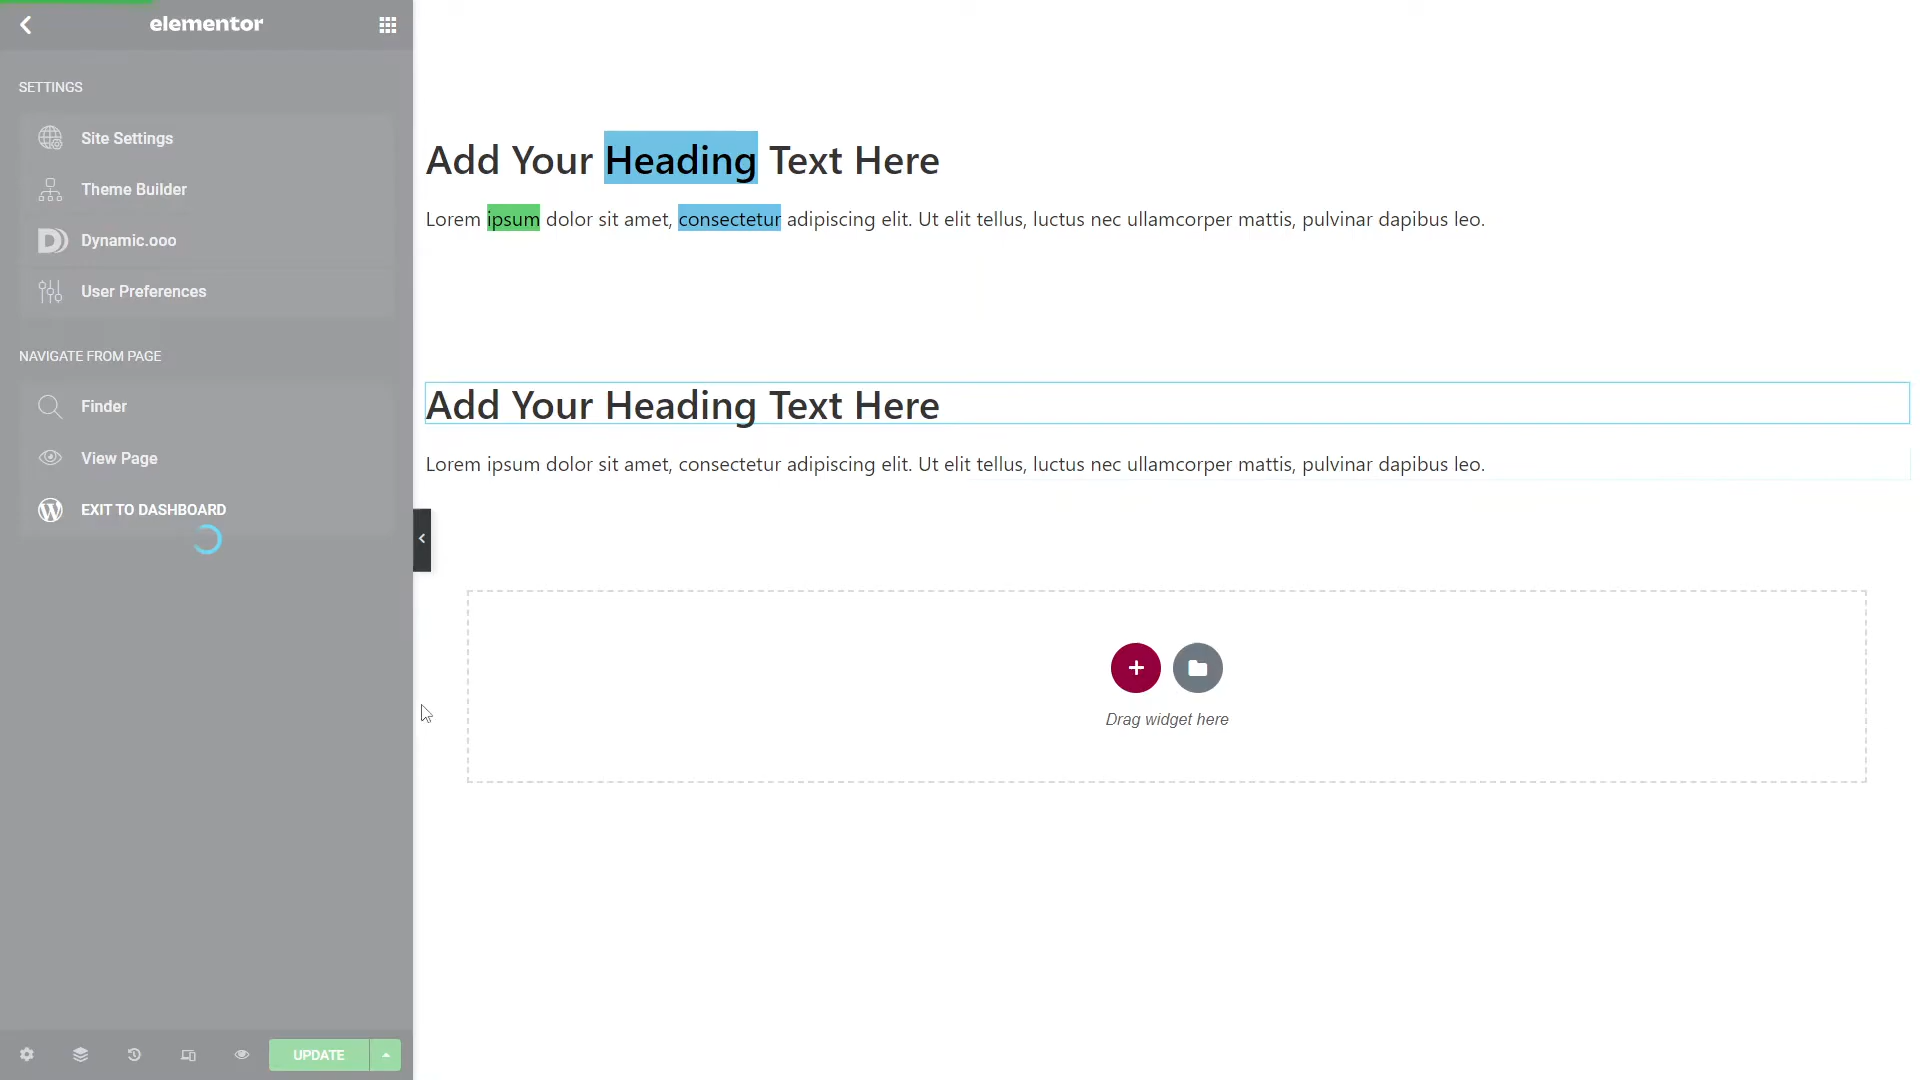 elementor
SETTINGS
Site Settings
Theme Builder
Dynamic.ooo
User Preferences
NAVIGATE FROM PAGE
Finder
View Page
EXIT TO DASHBOARD
UPDATE
Add Your Heading Text Here
Lorem ipsum dolor sit amet, consectetur adipiscing elit. Ut elit tellus, luctus nec ullamcorper mattis, pulvinar dapibus leo.
Add Your Heading Text Here
Lorem ipsum dolor sit amet, consectetur adipiscing elit. Ut elit tellus, luctus nec ullamcorper mattis, pulvinar dapibus leo.
Drag widget here